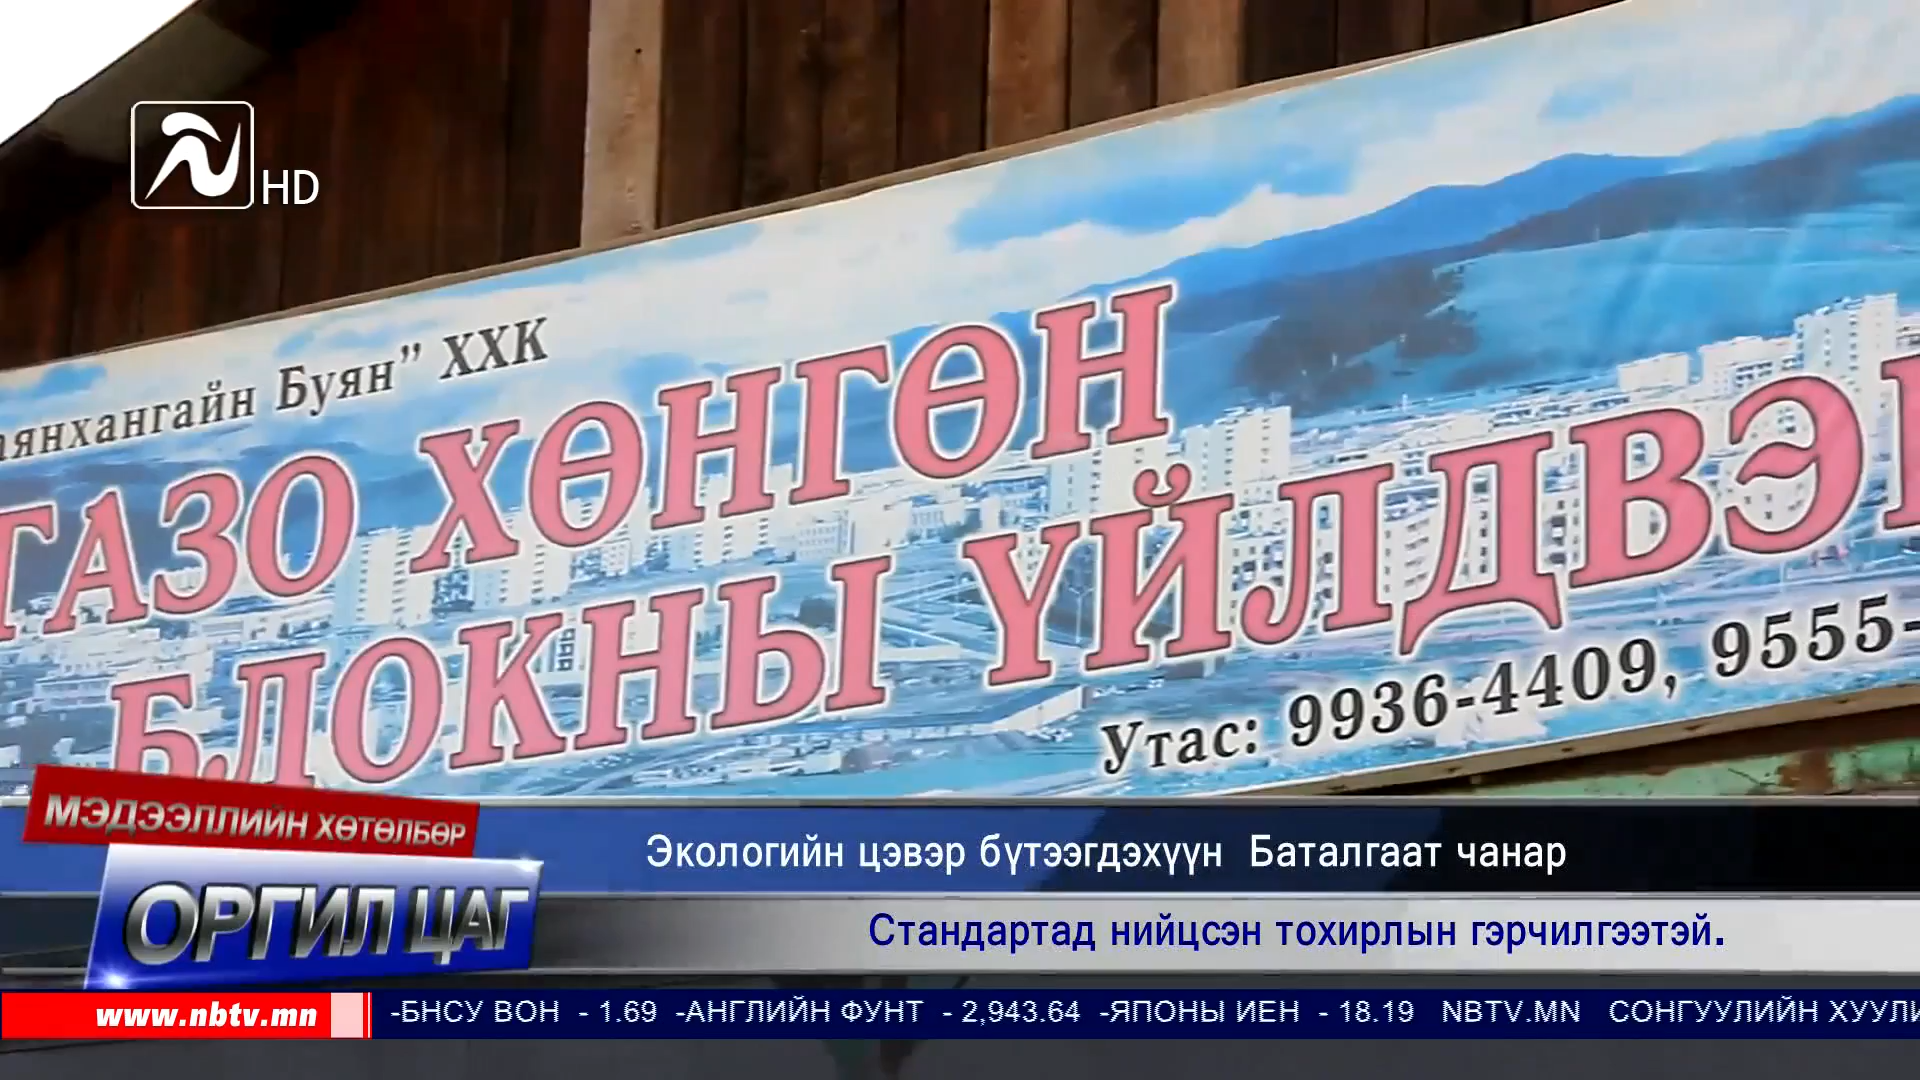 HD
аянхангайн Буян” ХХК
ГАЗО ХӨНГӨН
БЛОКНЫ ҮЙЛДВЭР
Утас: 9936-4409, 9555-
МЭДЭЭЛЛИЙН ХӨТӨЛБӨР
ОРГИЛ ЦАГ
Экологийн цэвэр бүтээгдэхүүн Баталгаат чанар
Стандартад нийцсэн тохирлын гэрчилгээтэй.
www.nbtv.mn -БНСУ ВОН - 1.69 -АНГЛИЙН ФУНТ - 2,943.64 -ЯПОНЫ ИЕН - 18.19 NBTV.MN СОНГУУЛИЙН ХУУЛИ